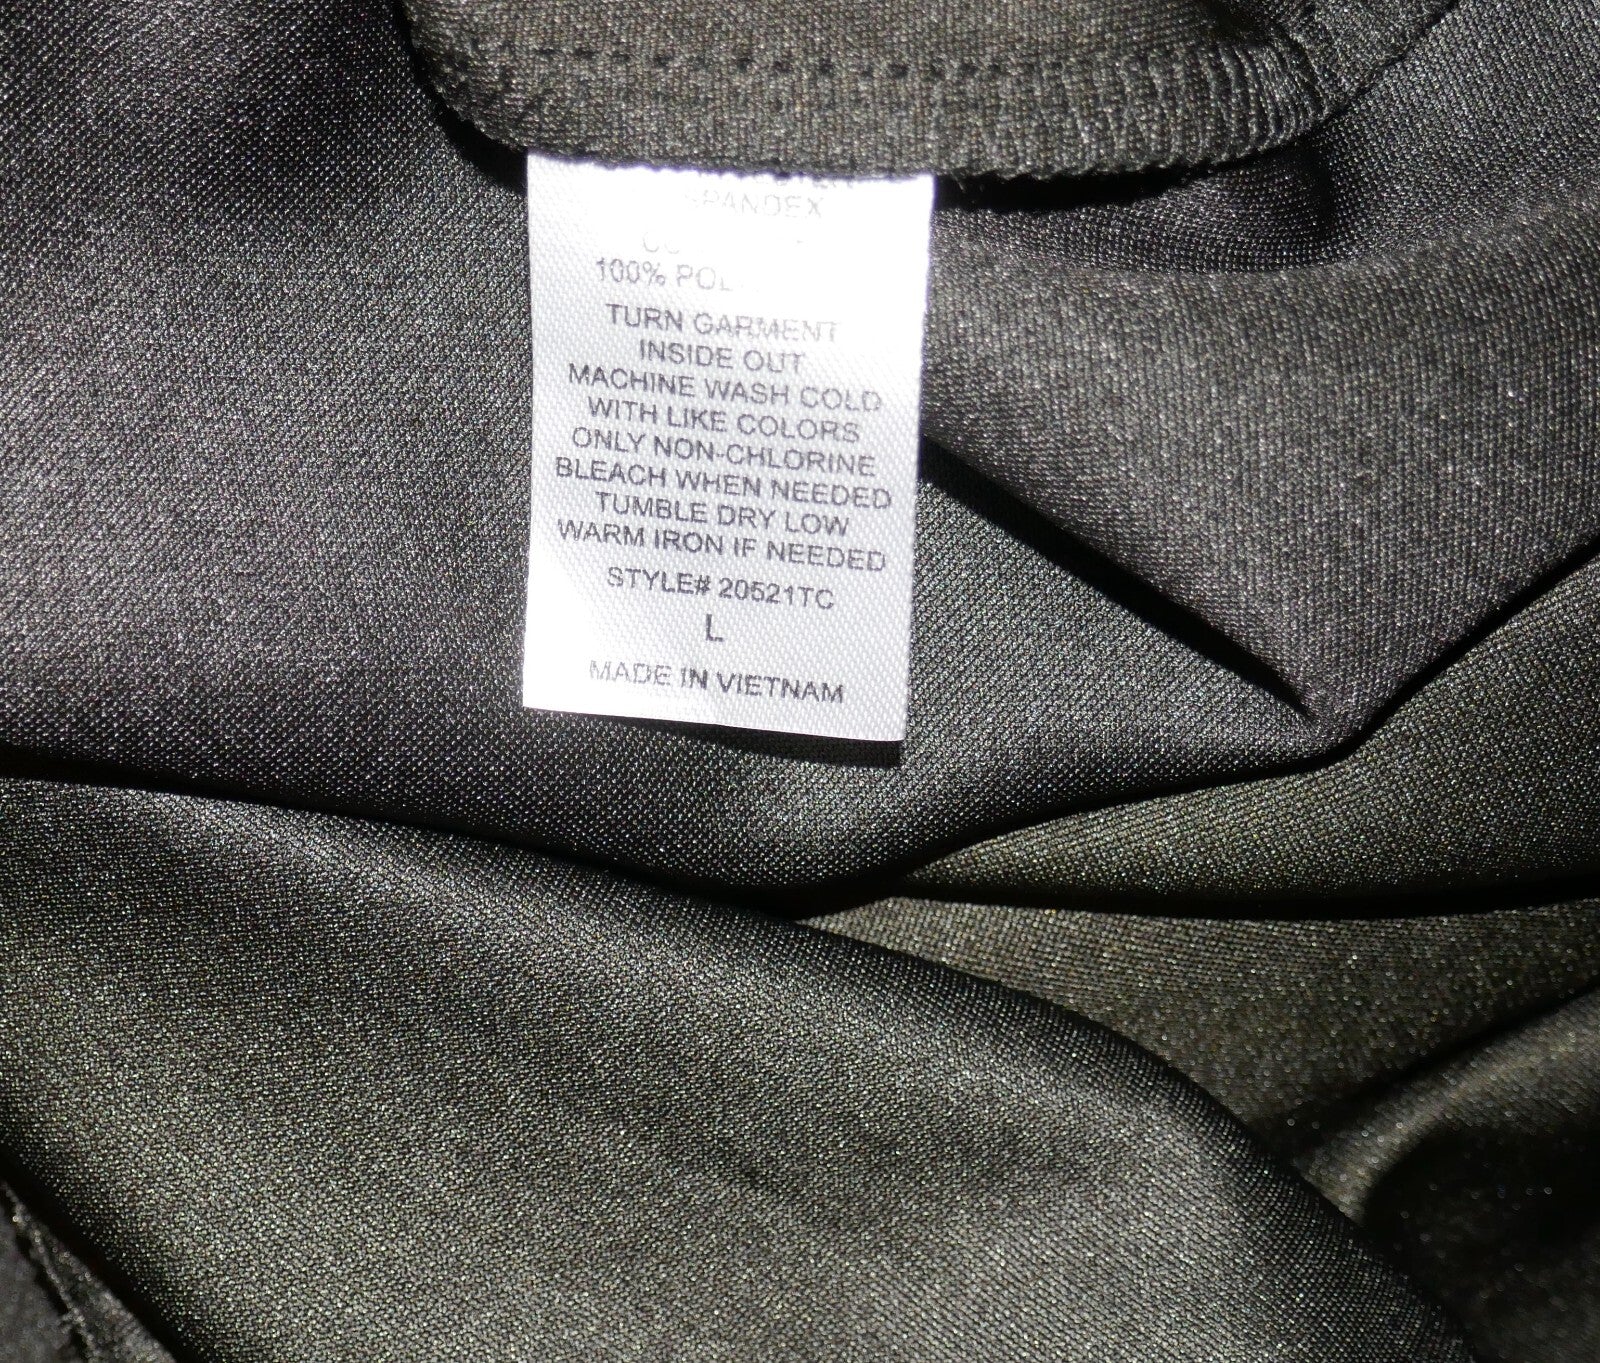 SPANDEX
100%
TURN GARMENT
INSIDE OUT
MACHINE WASH COLD
WITH LIKE COLORS
ONLY NON-CHLORINE
BLEACH WHEN NEEDED
TUMBLE DRY LOW
WARM IRON IF NEEDED
STYLE# 20521TC
L
MADE IN VIETNAM